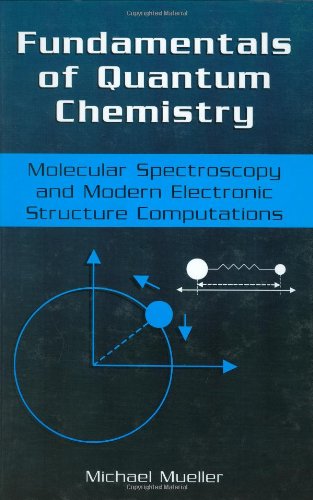 Fundamentals
of Quantum
Chemistry
Molecular Spectroscopy
and Modern Electronic
Structure Computations
Michael Mueller